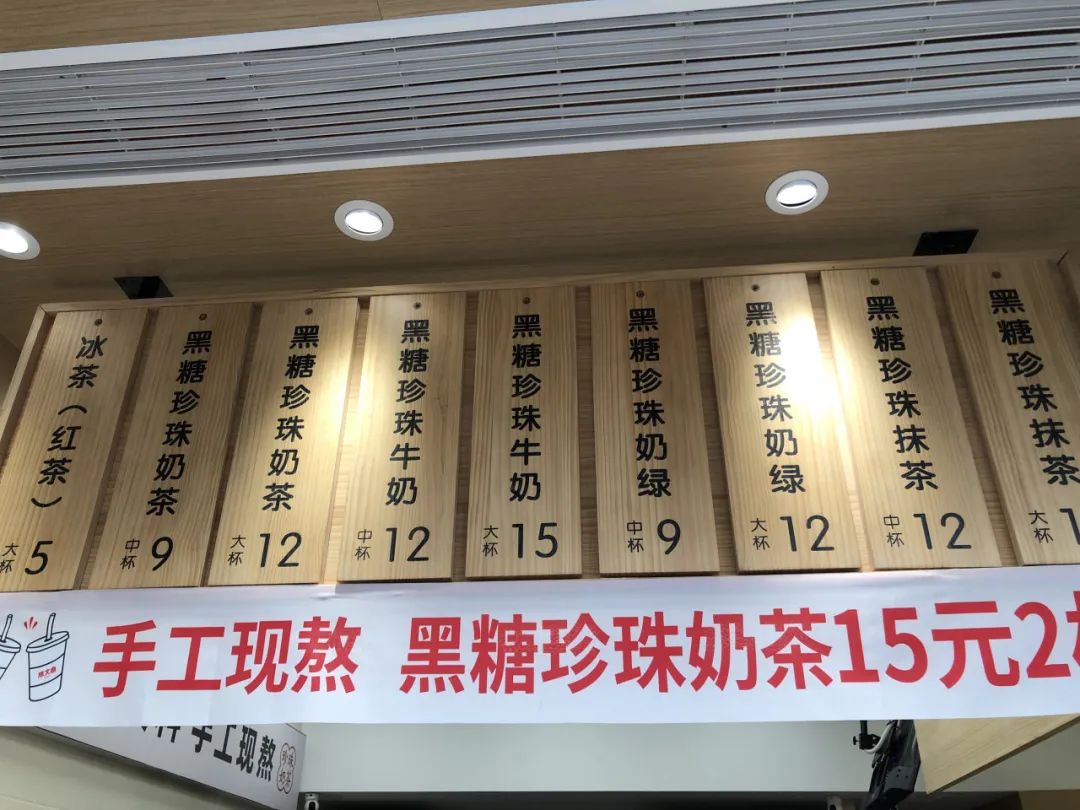 冰茶（红茶）
大杯 5
黑糖珍珠奶茶
中杯 9
黑糖珍珠奶茶
大杯 12
黑糖珍珠牛奶
中杯 12
黑糖珍珠牛奶
大杯 15
黑糖珍珠奶绿
中杯 9
黑糖珍珠奶绿
大杯 12
黑糖珍珠抹茶
中杯 12
黑糖珍珠抹茶
大杯 1
手工现熬 黑糖珍珠奶茶15元2
手工现熬
珍珠奶茶